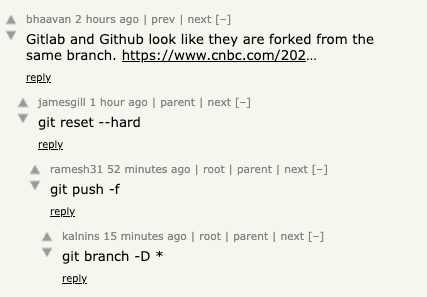 bhaavan 2 hours ago | prev | next [–]
Gitlab and Github look like they are forked from the
same branch. https://www.cnbc.com/202...
reply
jamesgill 1 hour ago | parent | next [–]
git reset --hard
reply
ramesh31 52 minutes ago | root | parent | next [–]
git push -f
reply
kalnins 15 minutes ago | root | parent | next [–]
git branch -D *
reply